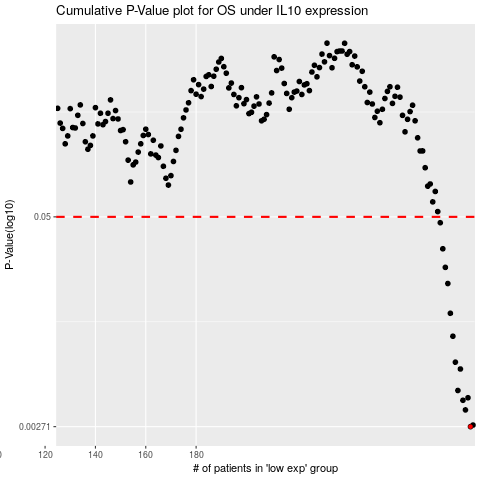 Cumulative P-Value plot for OS under IL10 expression
P-Value(log10)
0.05
0.00271
0
120
140
160
180
# of patients in 'low exp' group